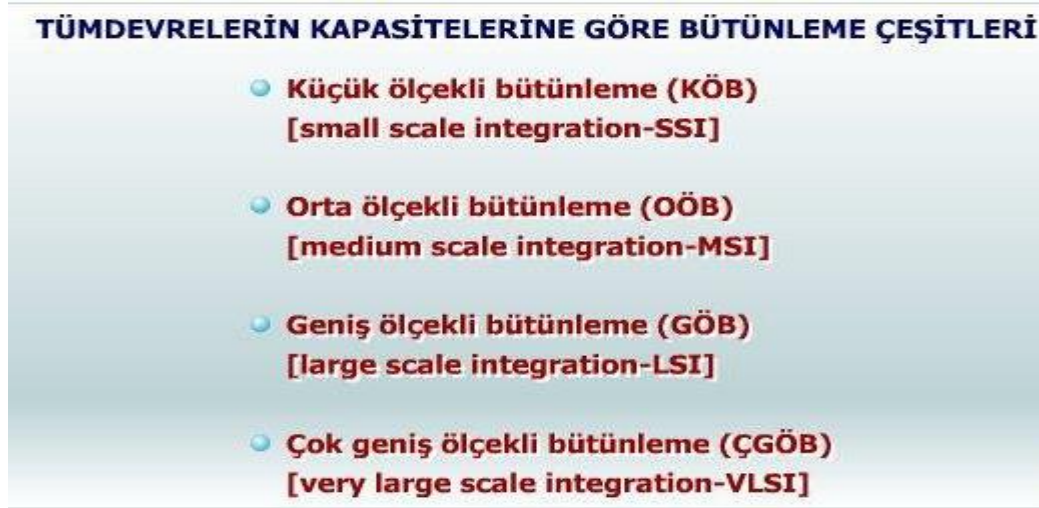 TÜMDEVRELERİN KAPASİTELERİNE GÖRE BÜTÜNLEME ÇEŞİTLERİ
Küçük ölçekli bütünleme (KÖB)
[small scale integration-SSI]
Orta ölçekli bütünleme (OÖB)
[medium scale integration-MSI]
Geniş ölçekli bütünleme (GÖB)
[large scale integration-LSI]
Çok geniş ölçekli bütünleme (ÇGÖB)
[very large scale integration-VLSI]